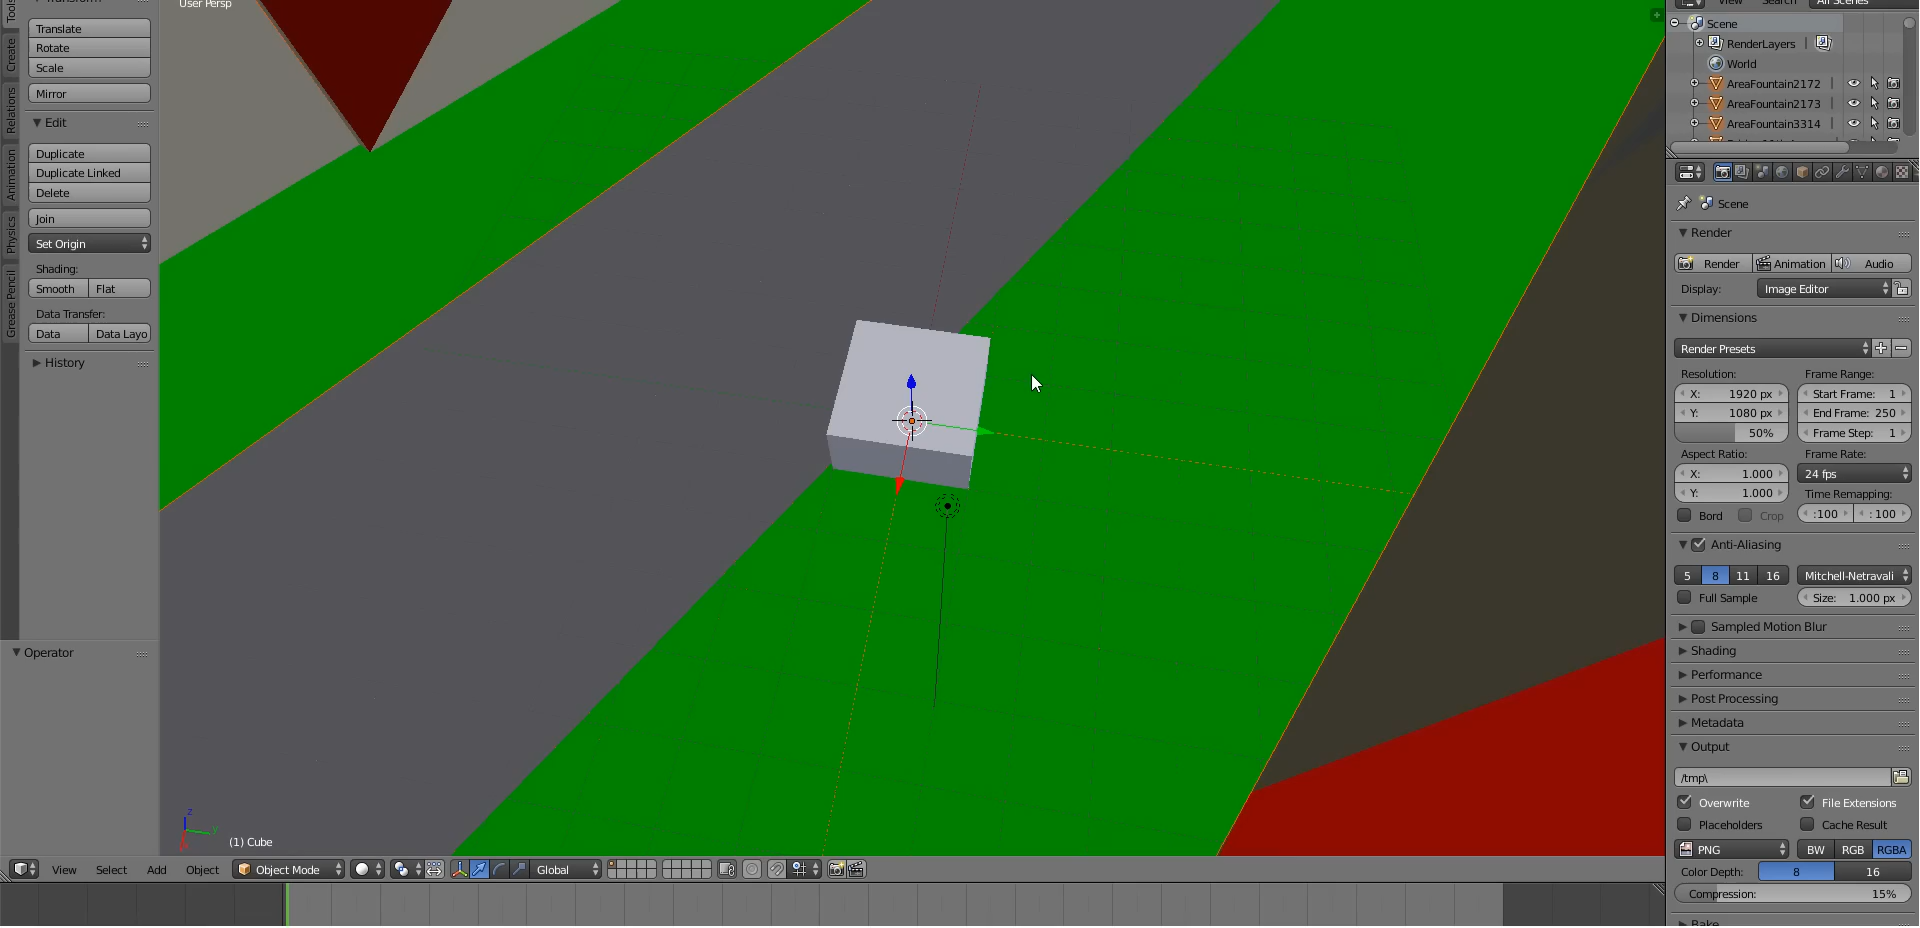 Transform
Translate
Rotate
Scale
Mirror
Edit
Duplicate
Duplicate Linked
Delete
Join
Set Origin
Shading:
Smooth Flat
Data Transfer:
Data Data Layo
History
Operator
Tools
Create
Relations
Animation
Physics
Grease Pencil
User Persp
z
y
(1) Cube
View Select Add Object Object Mode Global
View Search All Scenes
Scene
RenderLayers
World
AreaFountain2172
AreaFountain2173
AreaFountain3314
Scene
Render
Render Animation Audio
Display: Image Editor
Dimensions
Render Presets
Resolution: Frame Range:
X: 1920 px Start Frame: 1
Y: 1080 px End Frame: 250
50% Frame Step: 1
Aspect Ratio: Frame Rate:
X: 1.000 24 fps
Y: 1.000 Time Remapping:
Bord Crop :100 : 100
Anti-Aliasing
5 8 11 16 Mitchell-Netravali
Full Sample Size: 1.000 px
Sampled Motion Blur
Shading
Performance
Post Processing
Metadata
Output
/tmp\
Overwrite File Extensions
Placeholders Cache Result
PNG BW RGB RGBA
Color Depth: 8 16
Compression: 15%
Bake